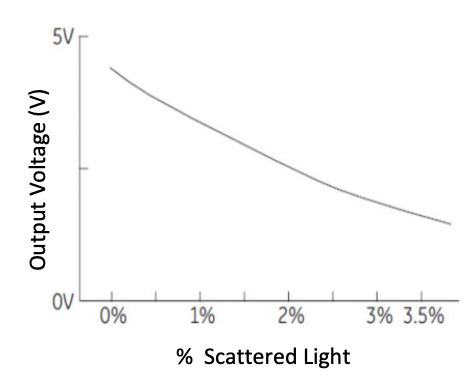 5V
Output Voltage (V)
0V
0% 1% 2% 3% 3.5%
% Scattered Light